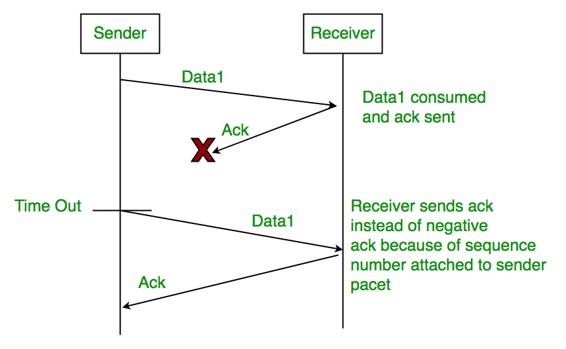 Sender
Receiver
Data1
Data1 consumed
and ack sent
Ack
X
Time Out
Data1
Receiver sends ack
instead of negative
ack because of sequence
number attached to sender
pacet
Ack